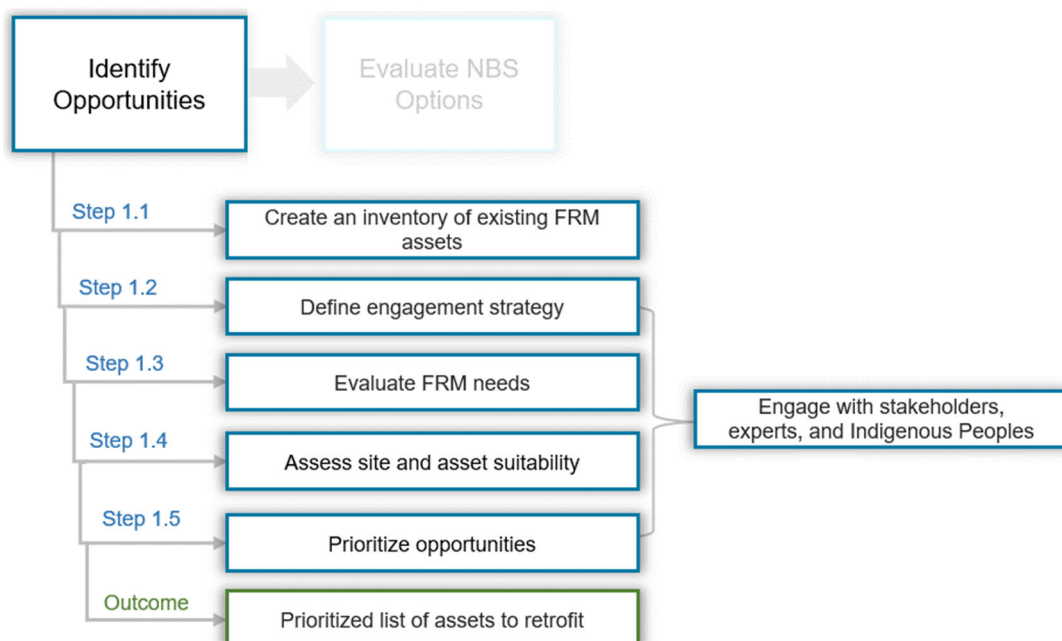 Identify
Opportunities
Evaluate NBS
Options
Step 1.1
Create an inventory of existing FRM
assets
Step 1.2
Define engagement strategy
Step 1.3
Evaluate FRM needs
Engage with stakeholders,
experts, and Indigenous Peoples
Step 1.4
Assess site and asset suitability
Step 1.5
Prioritize opportunities
Outcome
Prioritized list of assets to retrofit